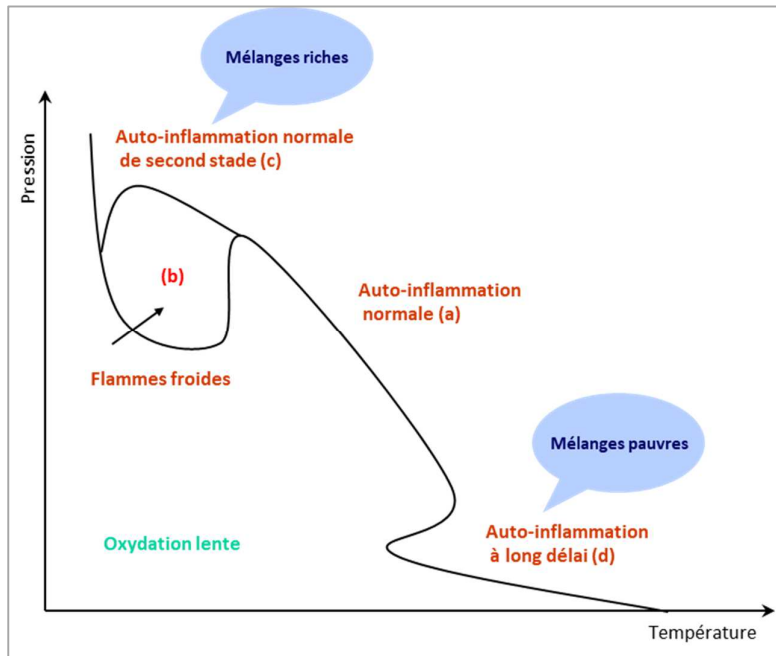 Mélanges riches
Auto-inflammation normale
de second stade (c)
Pression
(b)
Auto-inflammation
normale (a)
Flammes froides
Mélanges pauvres
Auto-inflammation
à long délai (d)
Oxydation lente
Température